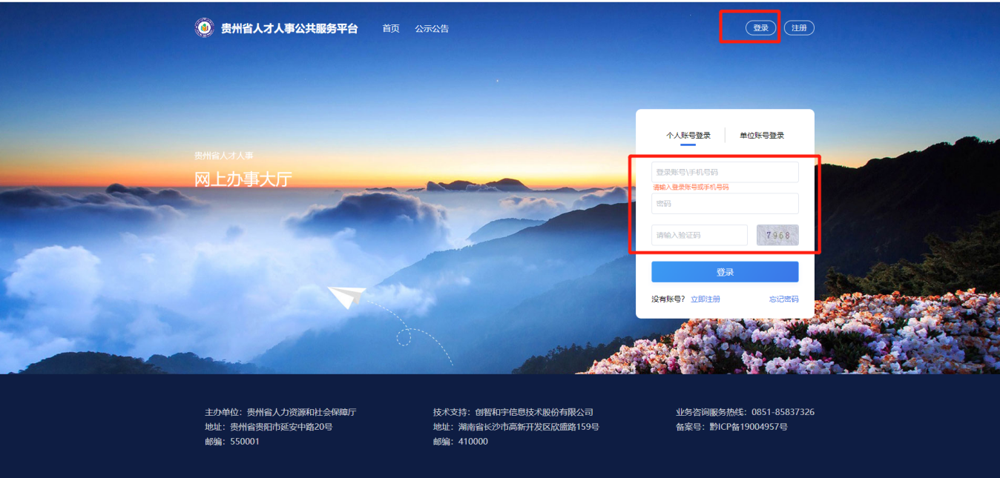 贵州省人才人事公共服务平台 首页 公示公告 登录 注册
个人账号登录 单位账号登录
贵州省人才人事
网上办事大厅
登录账号\手机号码
请输入登录账号或手机号码
密码
请输入验证码 7968
登录
没有账号? 立即注册 忘记密码
主办单位：贵州省人力资源和社会保障厅 技术支持：创智和宇信息技术股份有限公司 业务咨询服务热线：0851-85837326
地址：贵州省贵阳市延安中路20号 地址：湖南省长沙市高新开发区欣盛路159号 备案号：黔ICP备19004957号
邮编：550001 邮编：410000